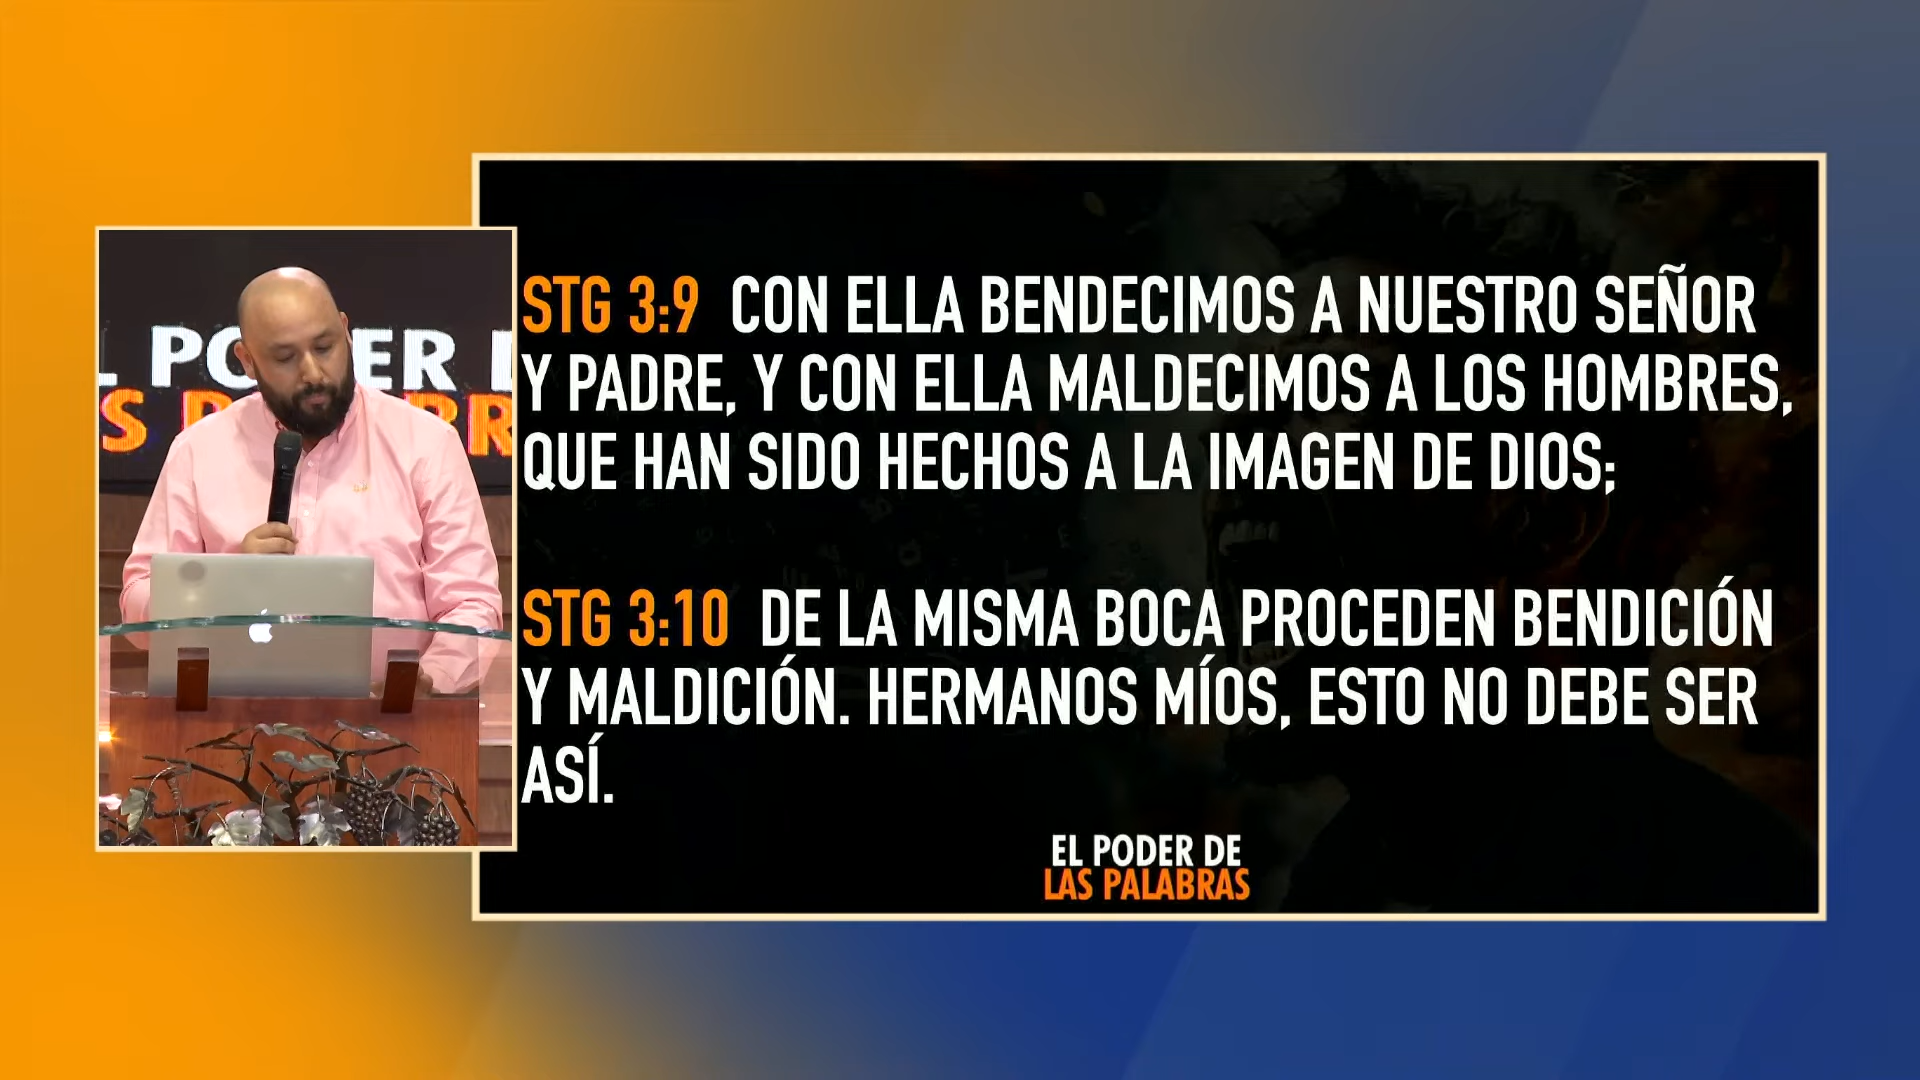 STG 3:9 CON ELLA BENDECIMOS A NUESTRO SEÑOR
Y PADRE, Y CON ELLA MALDECIMOS A LOS HOMBRES,
QUE HAN SIDO HECHOS A LA IMAGEN DE DIOS;
STG 3:10 DE LA MISMA BOCA PROCEDEN BENDICIÓN
Y MALDICIÓN. HERMANOS MÍOS, ESTO NO DEBE SER
ASÍ.
EL PODER DE
LAS PALABRAS